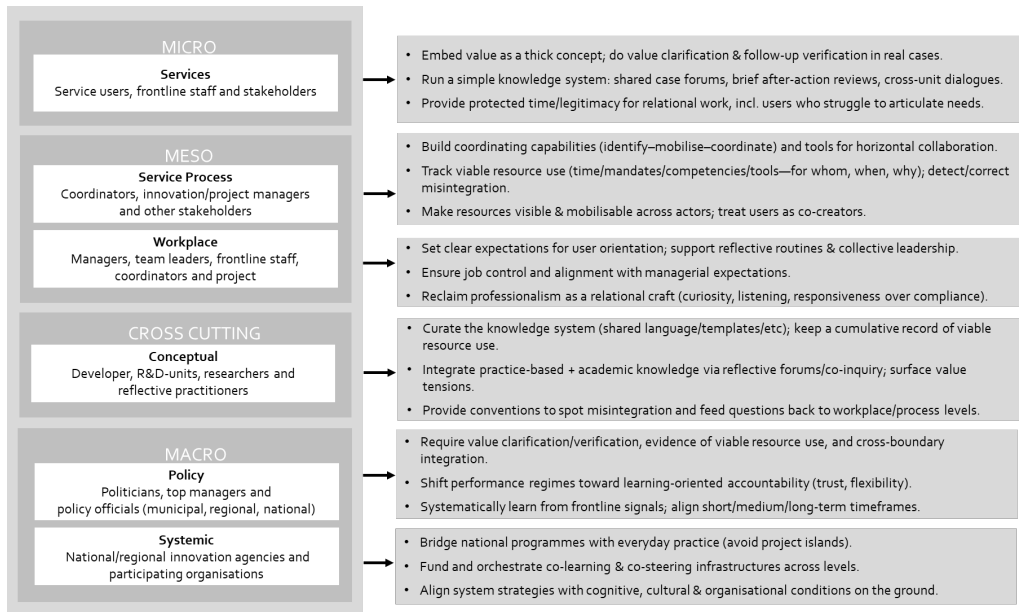 MICRO
Services
Service users, frontline staff and stakeholders
• Embed value as a thick concept; do value clarification & follow-up verification in real cases.
• Run a simple knowledge system: shared case forums, brief after-action reviews, cross-unit dialogues.
• Provide protected time/legitimacy for relational work, incl. users who struggle to articulate needs.
MESO
Service Process
Coordinators, innovation/project managers
and other stakeholders
• Build coordinating capabilities (identify–mobilise–coordinate) and tools for horizontal collaboration.
• Track viable resource use (time/mandates/competencies/tools—for whom, when, why); detect/correct
misintegration.
• Make resources visible & mobilisable across actors; treat users as co-creators.
Workplace
Managers, team leaders, frontline staff,
coordinators and project
• Set clear expectations for user orientation; support reflective routines & collective leadership.
• Ensure job control and alignment with managerial expectations.
• Reclaim professionalism as a relational craft (curiosity, listening, responsiveness over compliance).
CROSS CUTTING
Conceptual
Developer, R&D-units, researchers and
reflective practitioners
• Curate the knowledge system (shared language/templates/etc); keep a cumulative record of viable
resource use.
• Integrate practice-based + academic knowledge via reflective forums/co-inquiry; surface value
tensions.
• Provide conventions to spot misintegration and feed questions back to workplace/process levels.
MACRO
Policy
Politicians, top managers and
policy officials (municipal, regional, national)
• Require value clarification/verification, evidence of viable resource use, and cross-boundary
integration.
• Shift performance regimes toward learning-oriented accountability (trust, flexibility).
• Systematically learn from frontline signals; align short/medium/long-term timeframes.
Systemic
National/regional innovation agencies and
participating organisations
• Bridge national programmes with everyday practice (avoid project islands).
• Fund and orchestrate co-learning & co-steering infrastructures across levels.
• Align system strategies with cognitive, cultural & organisational conditions on the ground.